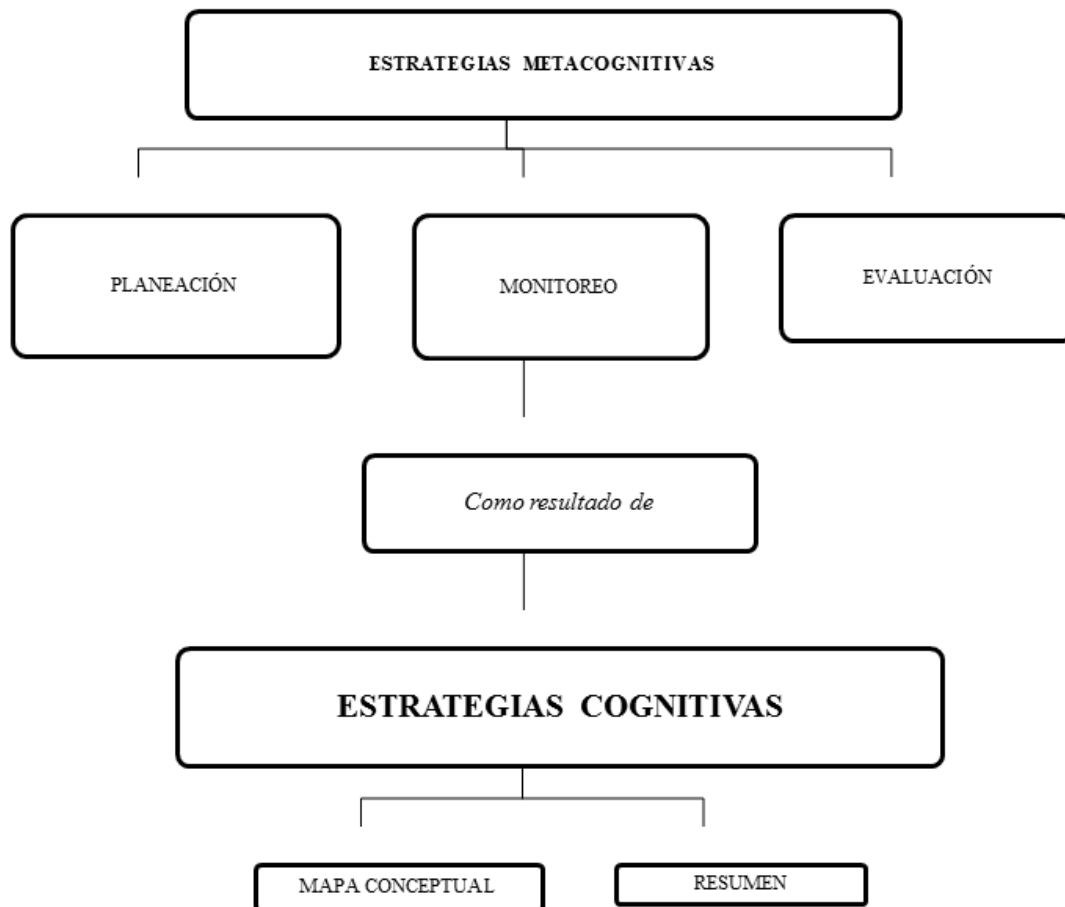 ESTRATEGIAS METACOGNITIVAS
PLANEACIÓN
MONITOREO
EVALUACIÓN
Como resultado de
ESTRATEGIAS COGNITIVAS
MAPA CONCEPTUAL
RESUMEN